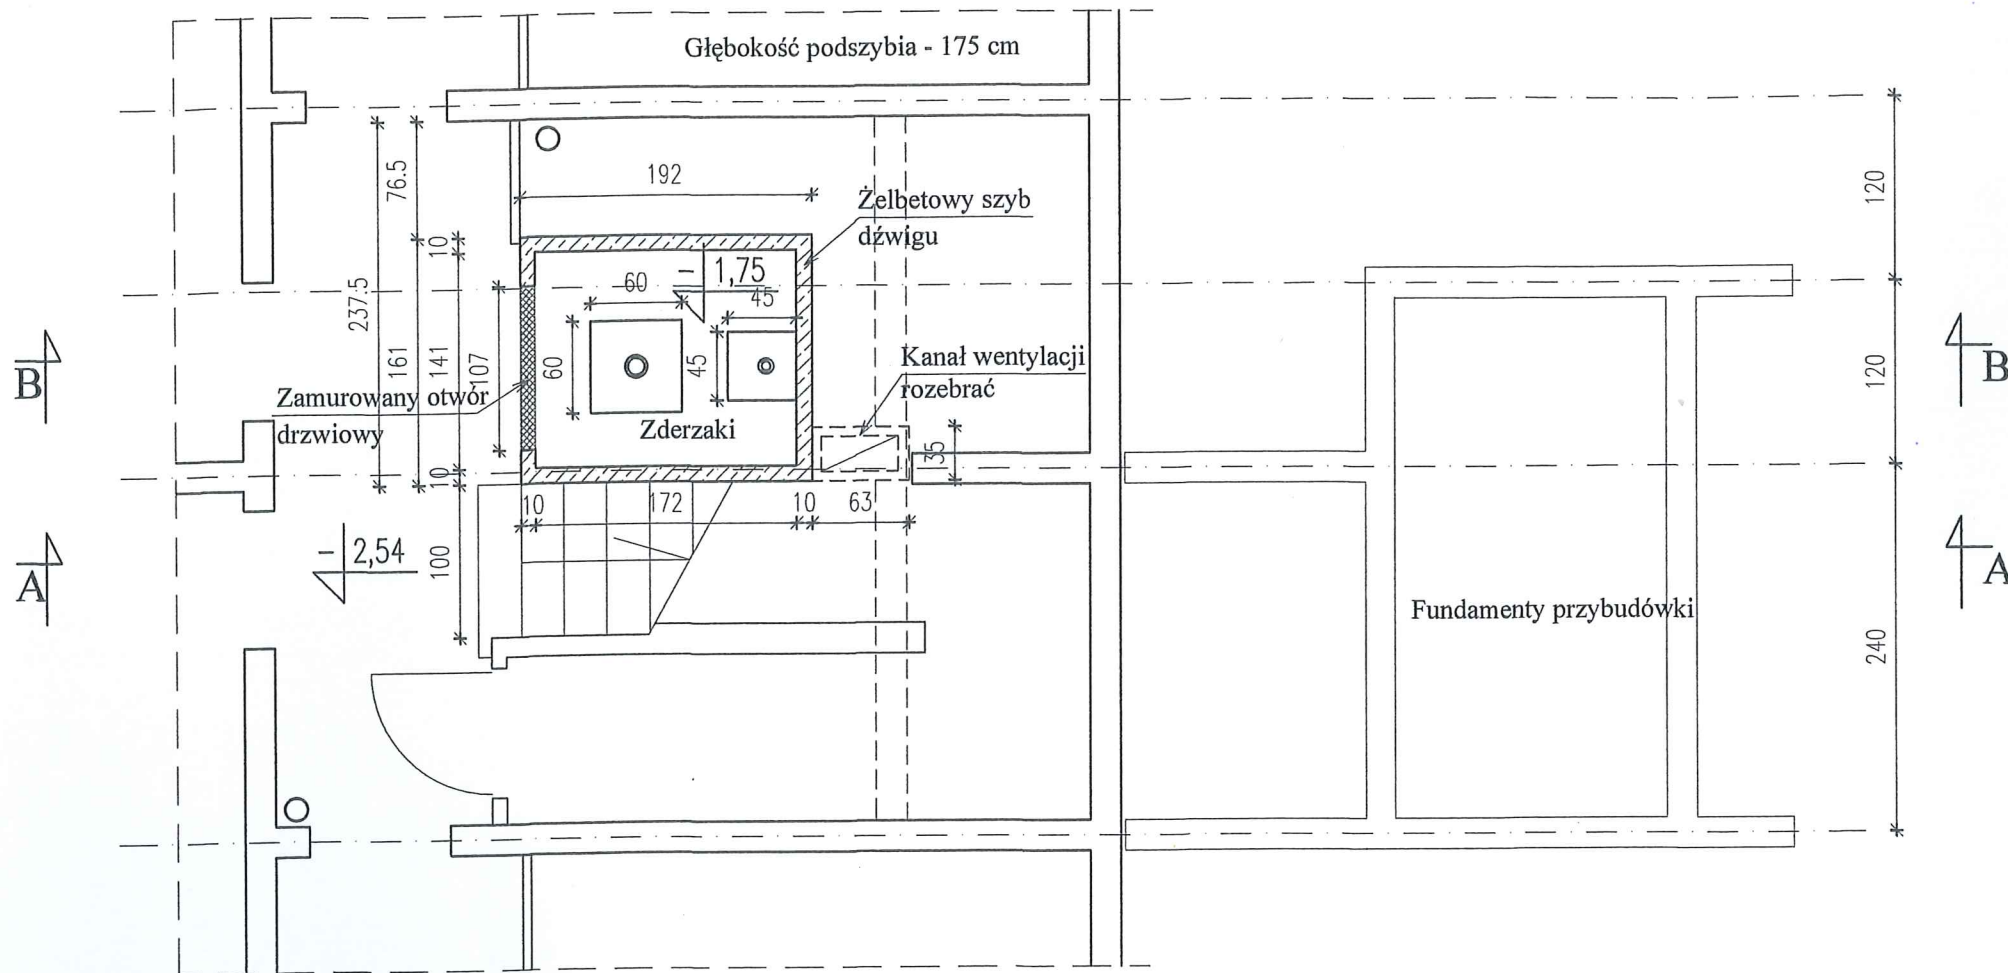 Głębokość podszybia - 175 cm
192
76.5
120
Żelbetowy szyb
dźwigu
10
- 1,75
60
45
237.5
161
141
107
60
45
Kanał wentylacji
rozebrać
120
B
B
Zamurowany otwór
drzwiowy
Zderzaki
35
10
10
172
10
63
- 2,54
100
A
A
Fundamenty przybudówki
240